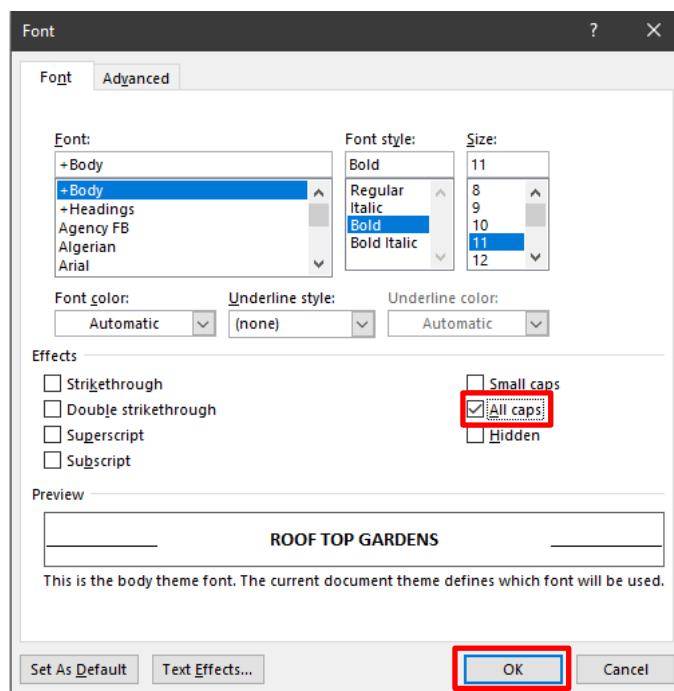 Font ? ×
Font Advanced
Font: Font style: Size:
+Body Bold 11
+Body Regular 8
+Headings Italic 9
Agency FB Bold 10
Algerian Bold Italic 11
Arial 12
Font color: Underline style: Underline color:
Automatic (none) Automatic
Effects
Strikethrough Small caps
Double strikethrough All caps
Superscript Hidden
Subscript
Preview
ROOF TOP GARDENS
This is the body theme font. The current document theme defines which font will be used.
Set As Default Text Effects... OK Cancel